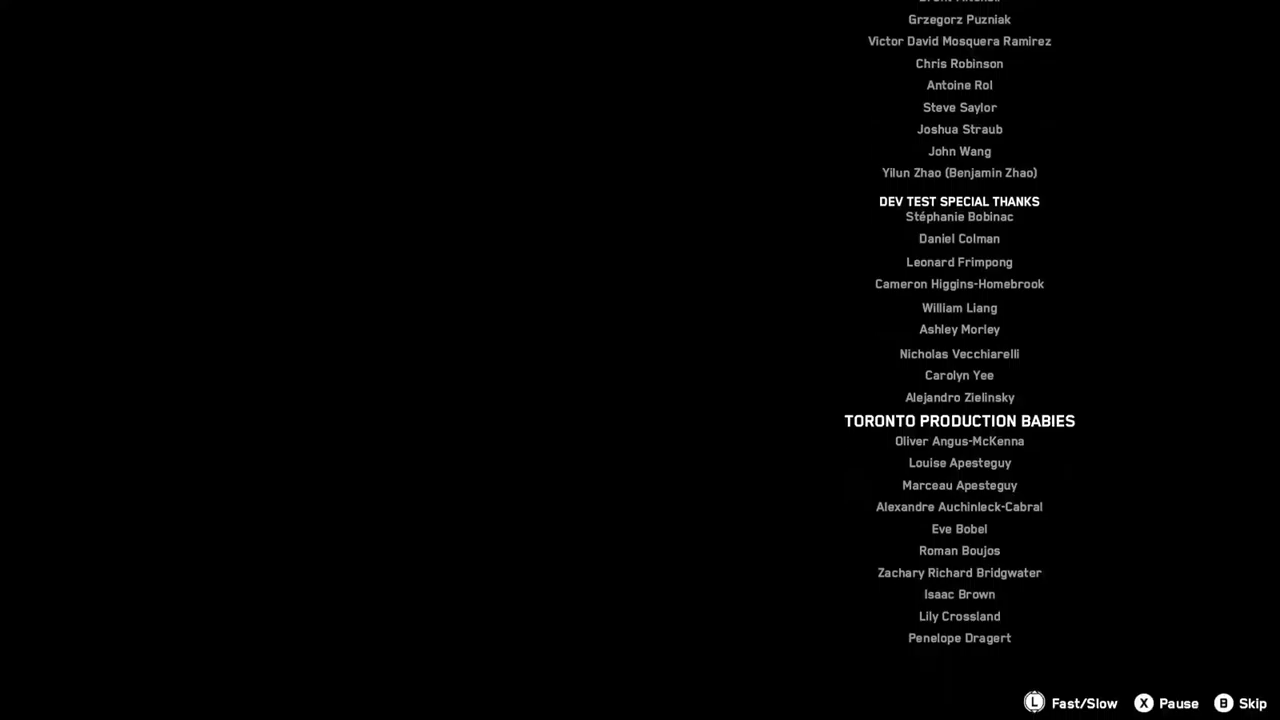 Grzegorz Puzniak
Victor David Mosquera Ramirez
Chris Robinson
Antoine Rol
Steve Saylor
Joshua Straub
John Wang
Yilun Zhao (Benjamin Zhao)
DEV TEST SPECIAL THANKS
Stéphanie Bobinac
Daniel Colman
Leonard Frimpong
Cameron Higgins-Homebrook
William Liang
Ashley Morley
Nicholas Vecchiarelli
Carolyn Yee
Alejandro Zielinsky
TORONTO PRODUCTION BABIES
Oliver Angus-McKenna
Louise Apesteguy
Marceau Apesteguy
Alexandre Auchinleck-Cabral
Eve Bobel
Roman Boujos
Zachary Richard Bridgwater
Isaac Brown
Lily Crossland
Penelope Dragert
L Fast/Slow X Pause B Skip